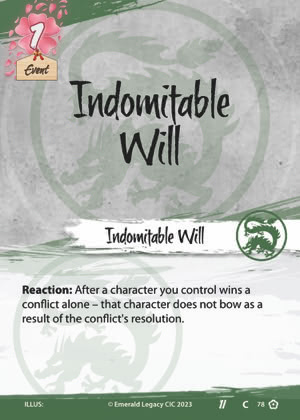 1
Event
Indomitable
Will
Indomitable Will
Reaction: After a character you control wins a
conflict alone – that character does not bow as a
result of the conflict's resolution.
ILLUS: © Emerald Legacy CIC 2023 C 78